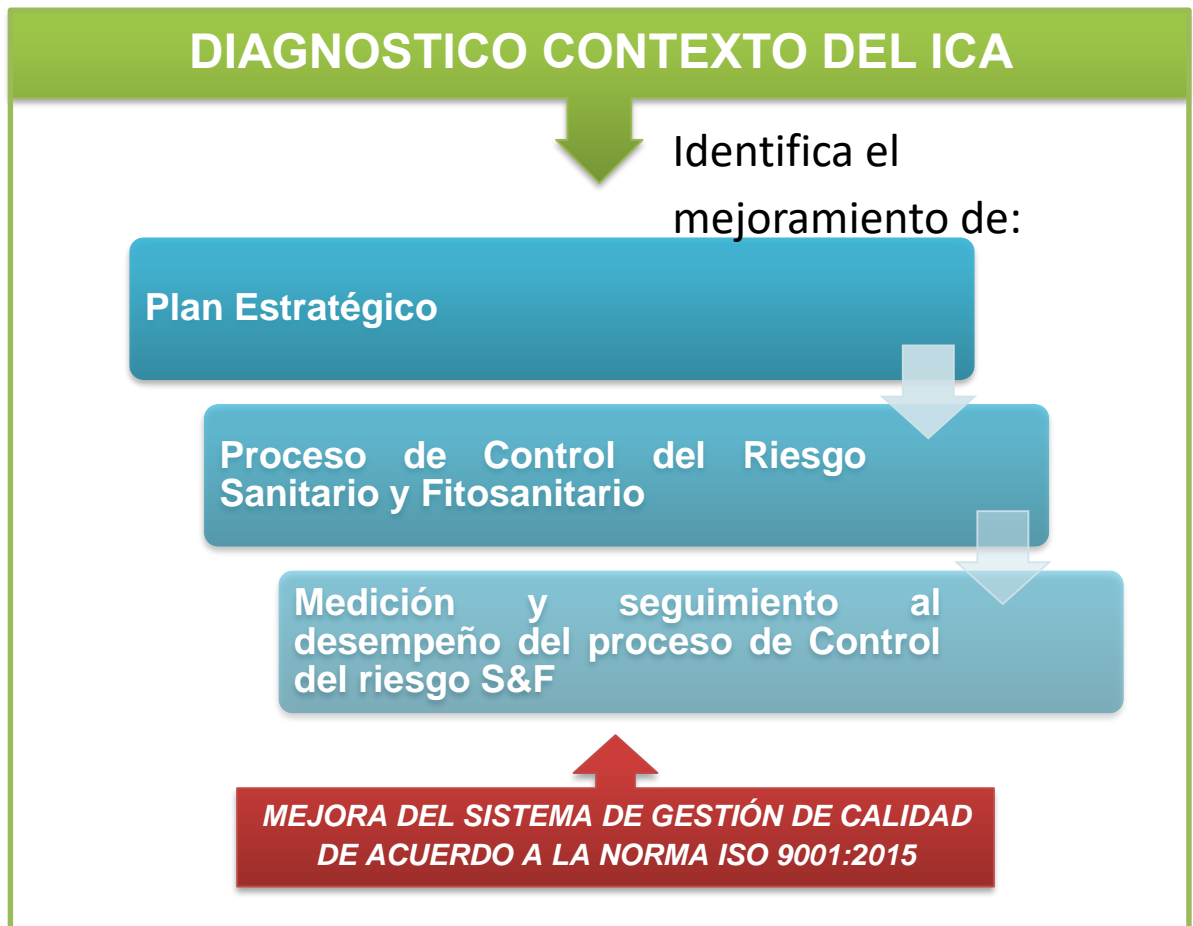 DIAGNOSTICO CONTEXTO DEL ICA
Identifica el
mejoramiento de:
Plan Estratégico
Proceso de Control del Riesgo
Sanitario y Fitosanitario
Medición y seguimiento al
desempeño del proceso de Control
del riesgo S&F
MEJORA DEL SISTEMA DE GESTIÓN DE CALIDAD
DE ACUERDO A LA NORMA ISO 9001:2015